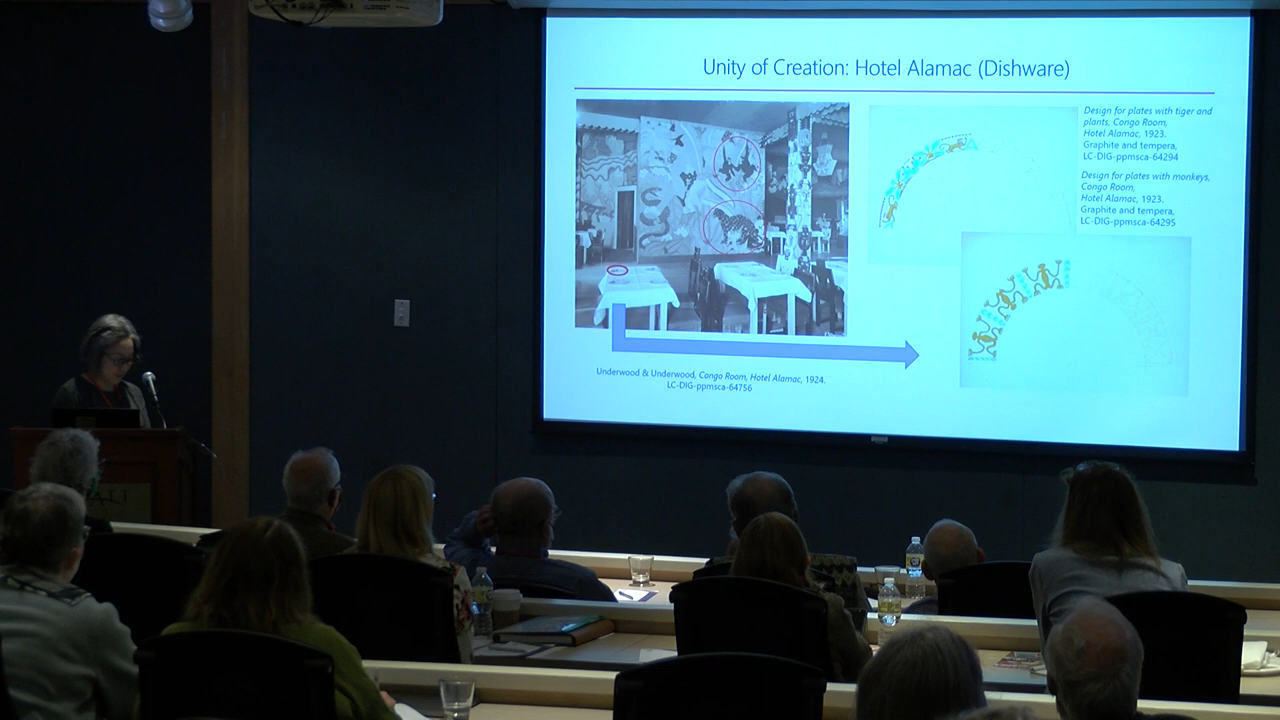 Unity of Creation: Hotel Alamac (Dishware)
Design for plates with tiger and
plants, Congo Room,
Hotel Alamac, 1923.
Graphite and tempera,
LC-DIG-ppmsca-64294
Design for plates with monkeys,
Congo Room,
Hotel Alamac, 1923.
Graphite and tempera,
LC-DIG-ppmsca-64295
Underwood & Underwood, Congo Room, Hotel Alamac, 1924.
LC-DIG-ppmsca-64756